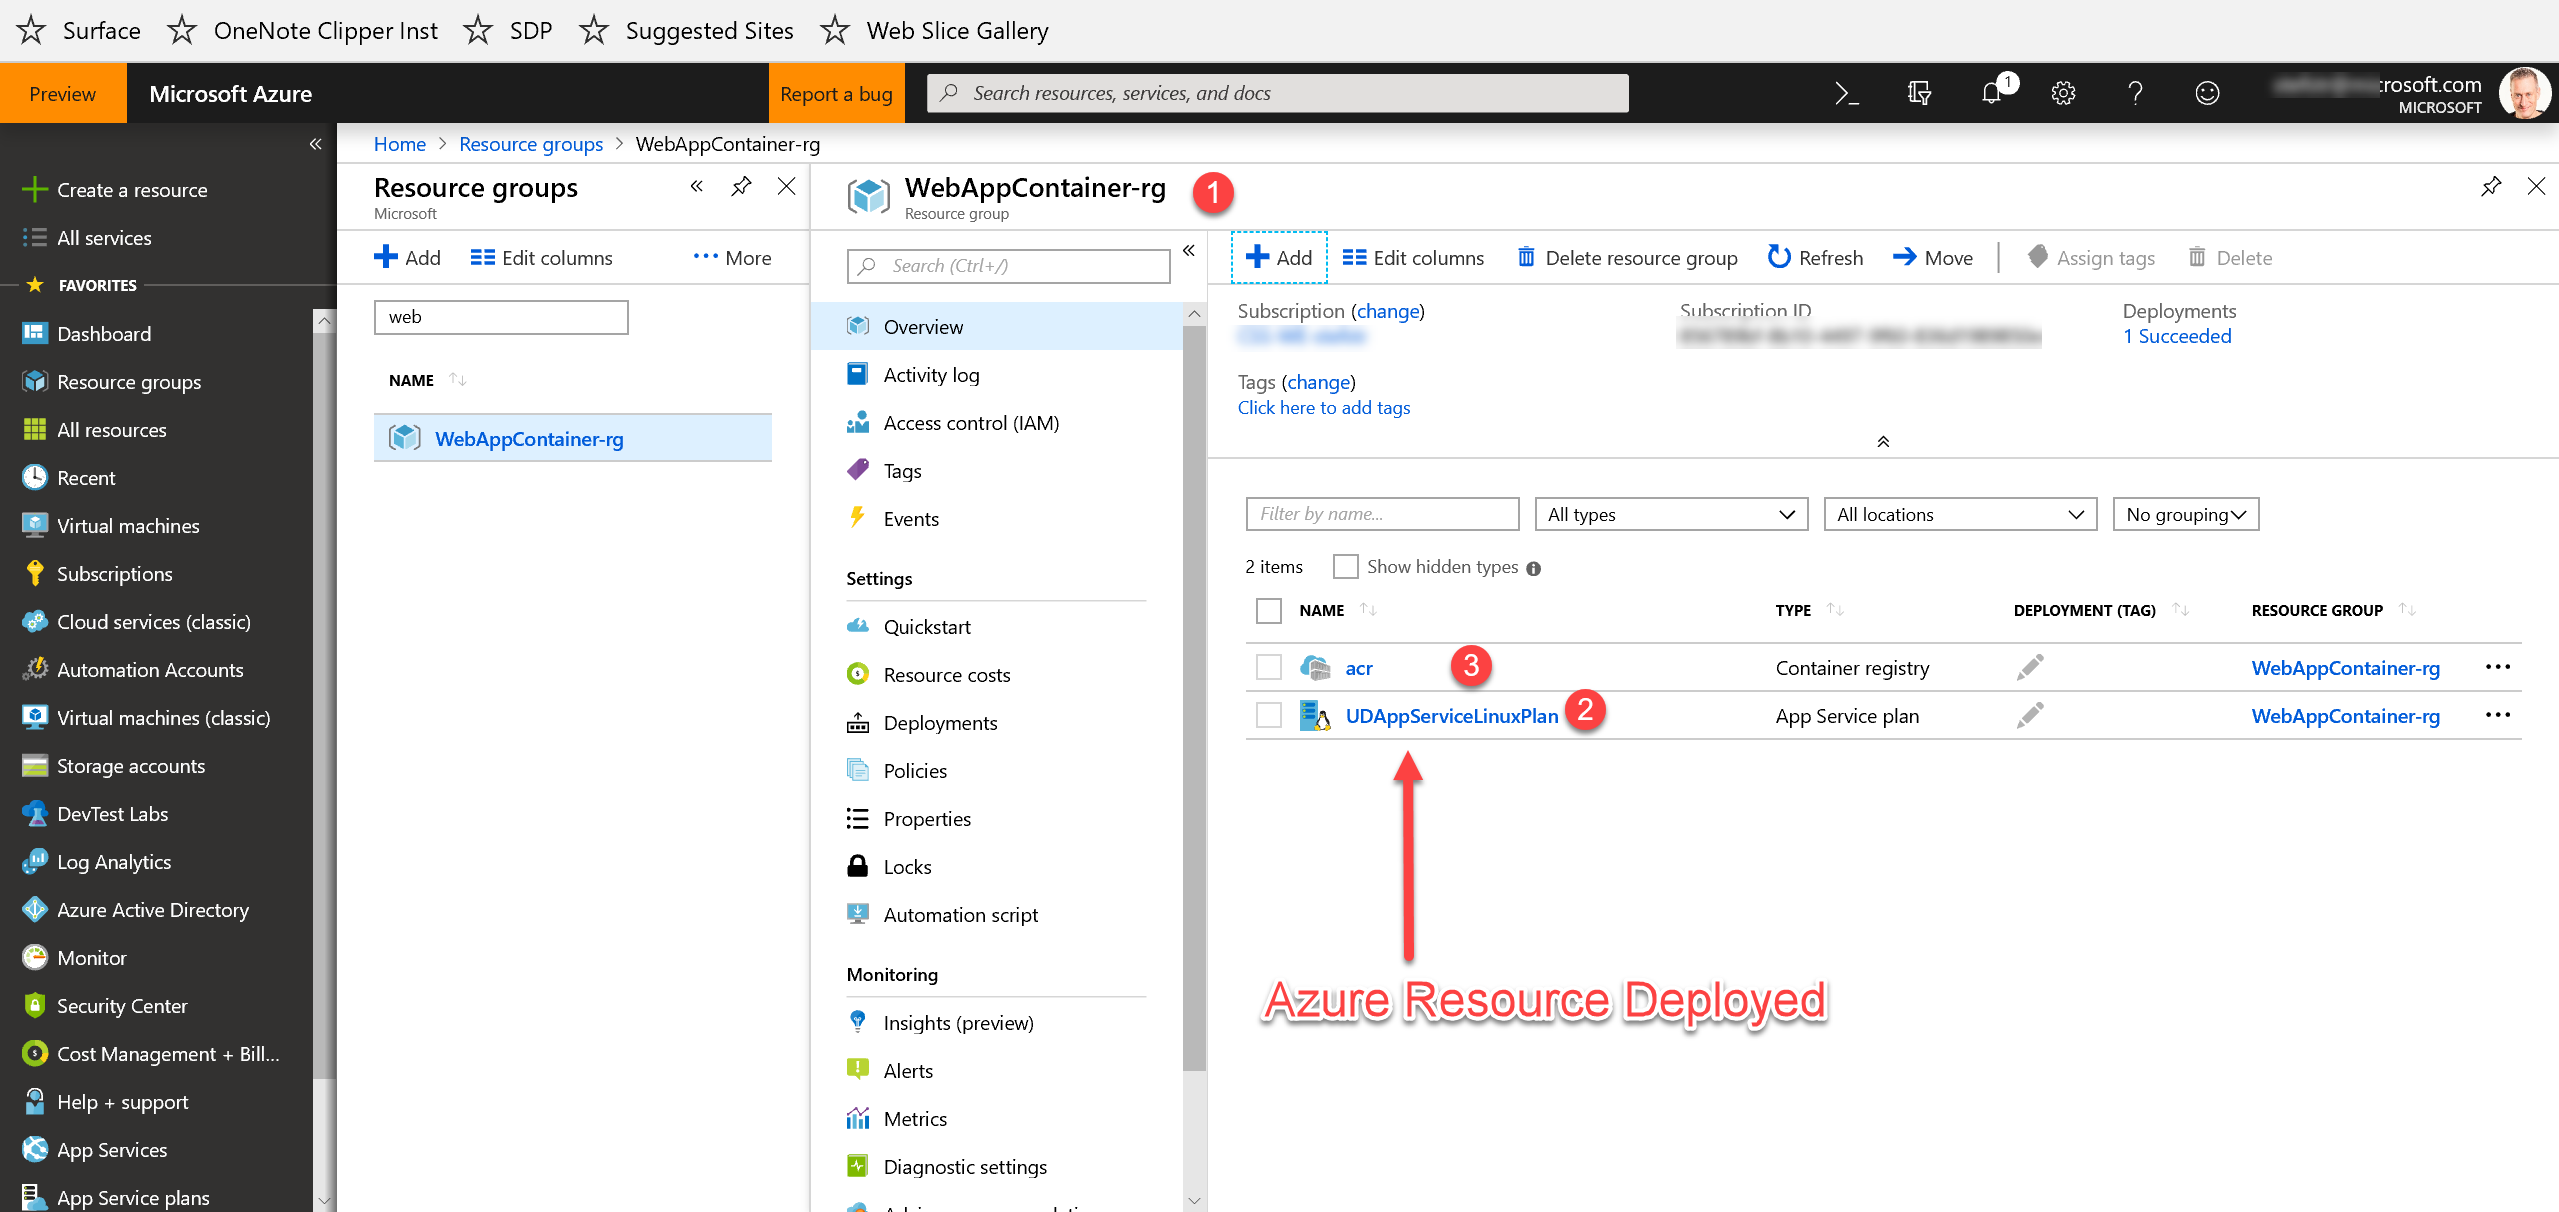 Surface
OneNote Clipper Inst
SDP
Suggested Sites
Web Slice Gallery
Preview
Microsoft Azure
Report a bug
Search resources, services, and docs
1
crosoft.com
MICROSOFT
Create a resource
All services
FAVORITES
Dashboard
Resource groups
All resources
Recent
Virtual machines
Subscriptions
Cloud services (classic)
Automation Accounts
Virtual machines (classic)
Storage accounts
DevTest Labs
Log Analytics
Azure Active Directory
Monitor
Security Center
Cost Management + Bill...
Help + support
App Services
App Service plans
Home > Resource groups > WebAppContainer-rg
Resource groups
Microsoft
Add
Edit columns
More
web
NAME
WebAppContainer-rg
WebAppContainer-rg
1
Resource group
Search (Ctrl+/)
Overview
Activity log
Access control (IAM)
Tags
Events
Settings
Quickstart
Resource costs
Deployments
Policies
Properties
Locks
Automation script
Monitoring
Insights (preview)
Alerts
Metrics
Diagnostic settings
Add
Edit columns
Delete resource group
Refresh
Move
Assign tags
Delete
Subscription (change)
Subscription ID
Deployments
1 Succeeded
Tags (change)
Click here to add tags
Filter by name...
All types
All locations
No grouping
2 items
Show hidden types
NAME
TYPE
DEPLOYMENT (TAG)
RESOURCE GROUP
acr
3
Container registry
WebAppContainer-rg
UDAppServiceLinuxPlan
2
App Service plan
WebAppContainer-rg
Azure Resource Deployed